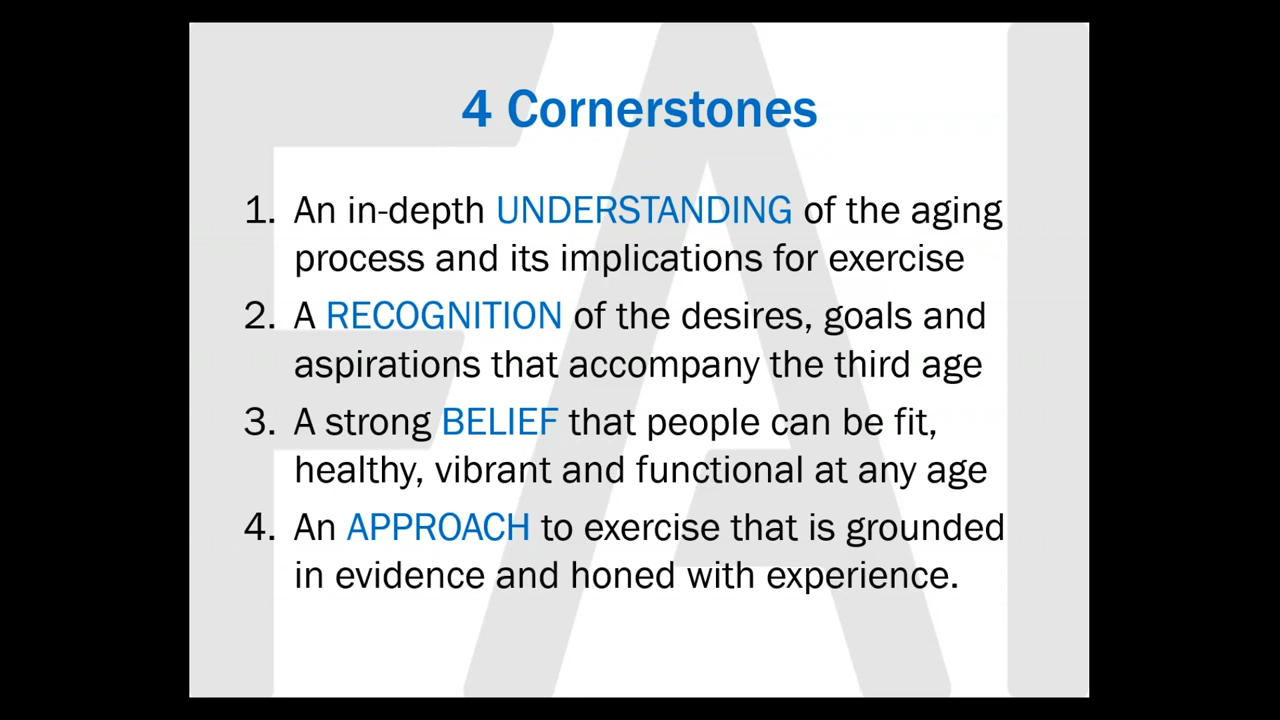 4 Cornerstones
1. An in-depth UNDERSTANDING of the aging
process and its implications for exercise
2. A RECOGNITION of the desires, goals and
aspirations that accompany the third age
3. A strong BELIEF that people can be fit,
healthy, vibrant and functional at any age
4. An APPROACH to exercise that is grounded
in evidence and honed with experience.